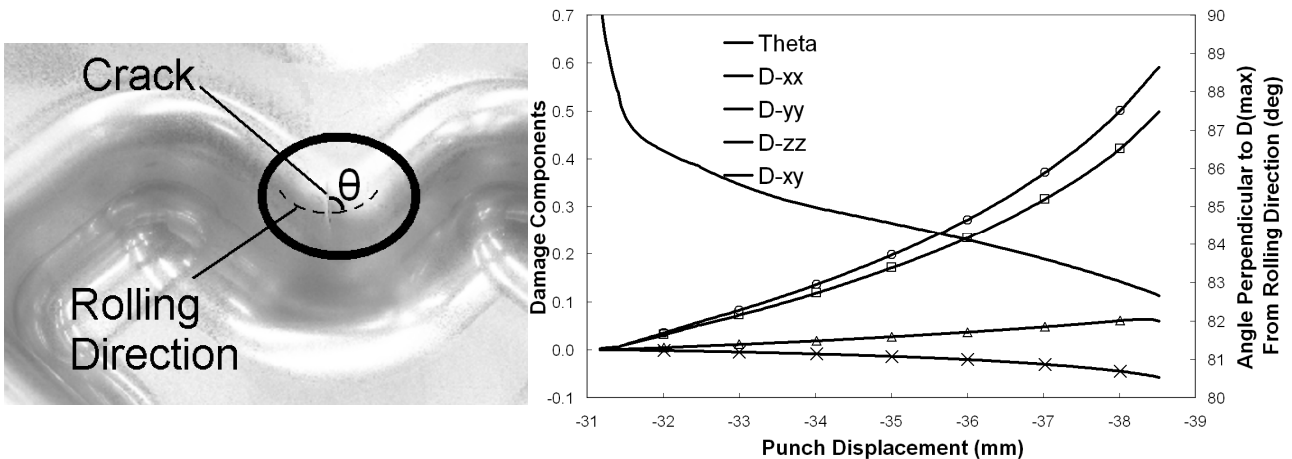 Crack
θ
Rolling
Direction
0.7
0.6
0.5
0.4
0.3
0.2
0.1
0.0
-0.1
Damage Components
Theta
D-xx
D-yy
D-zz
D-xy
90
89
88
87
86
85
84
83
82
81
80
Angle Perpendicular to D(max)
From Rolling Direction (deg)
-31
-32
-33
-34
-35
-36
-37
-38
-39
Punch Displacement (mm)